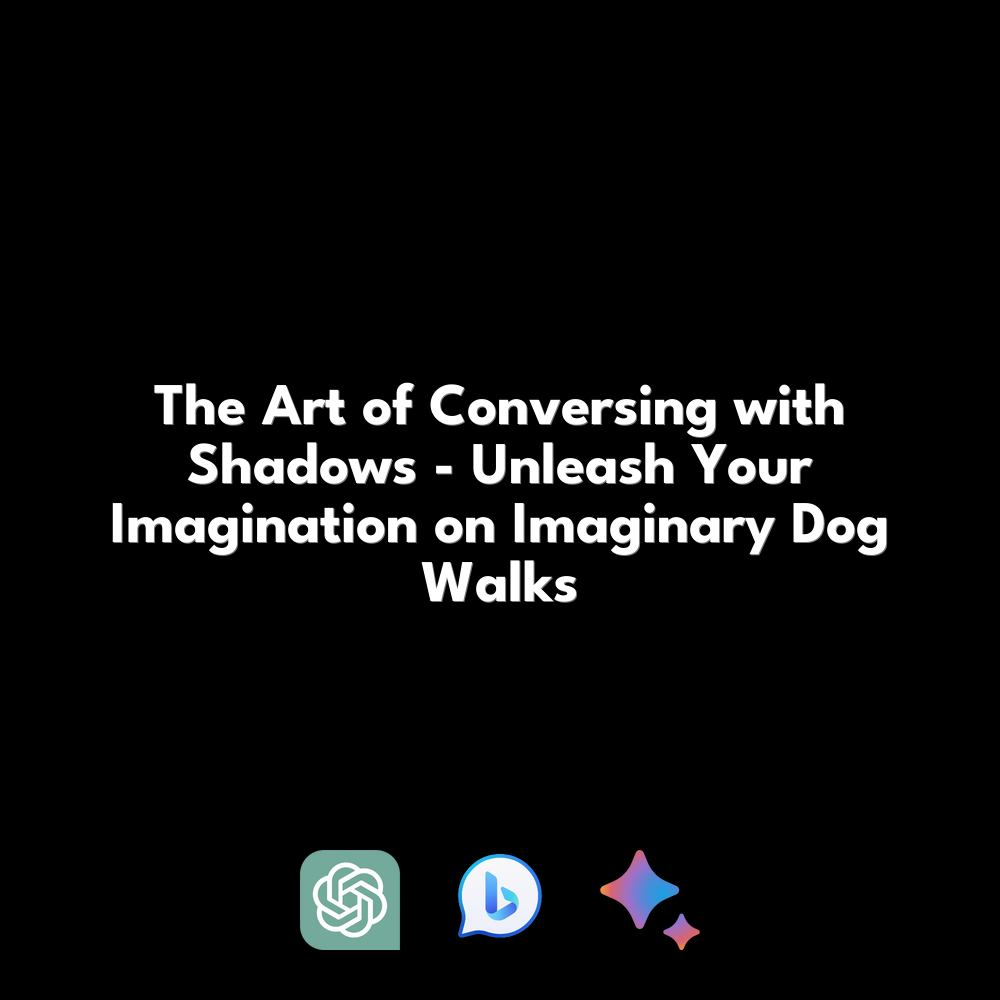 The Art of Conversing with
Shadows - Unleash Your
Imagination on Imaginary Dog
Walks